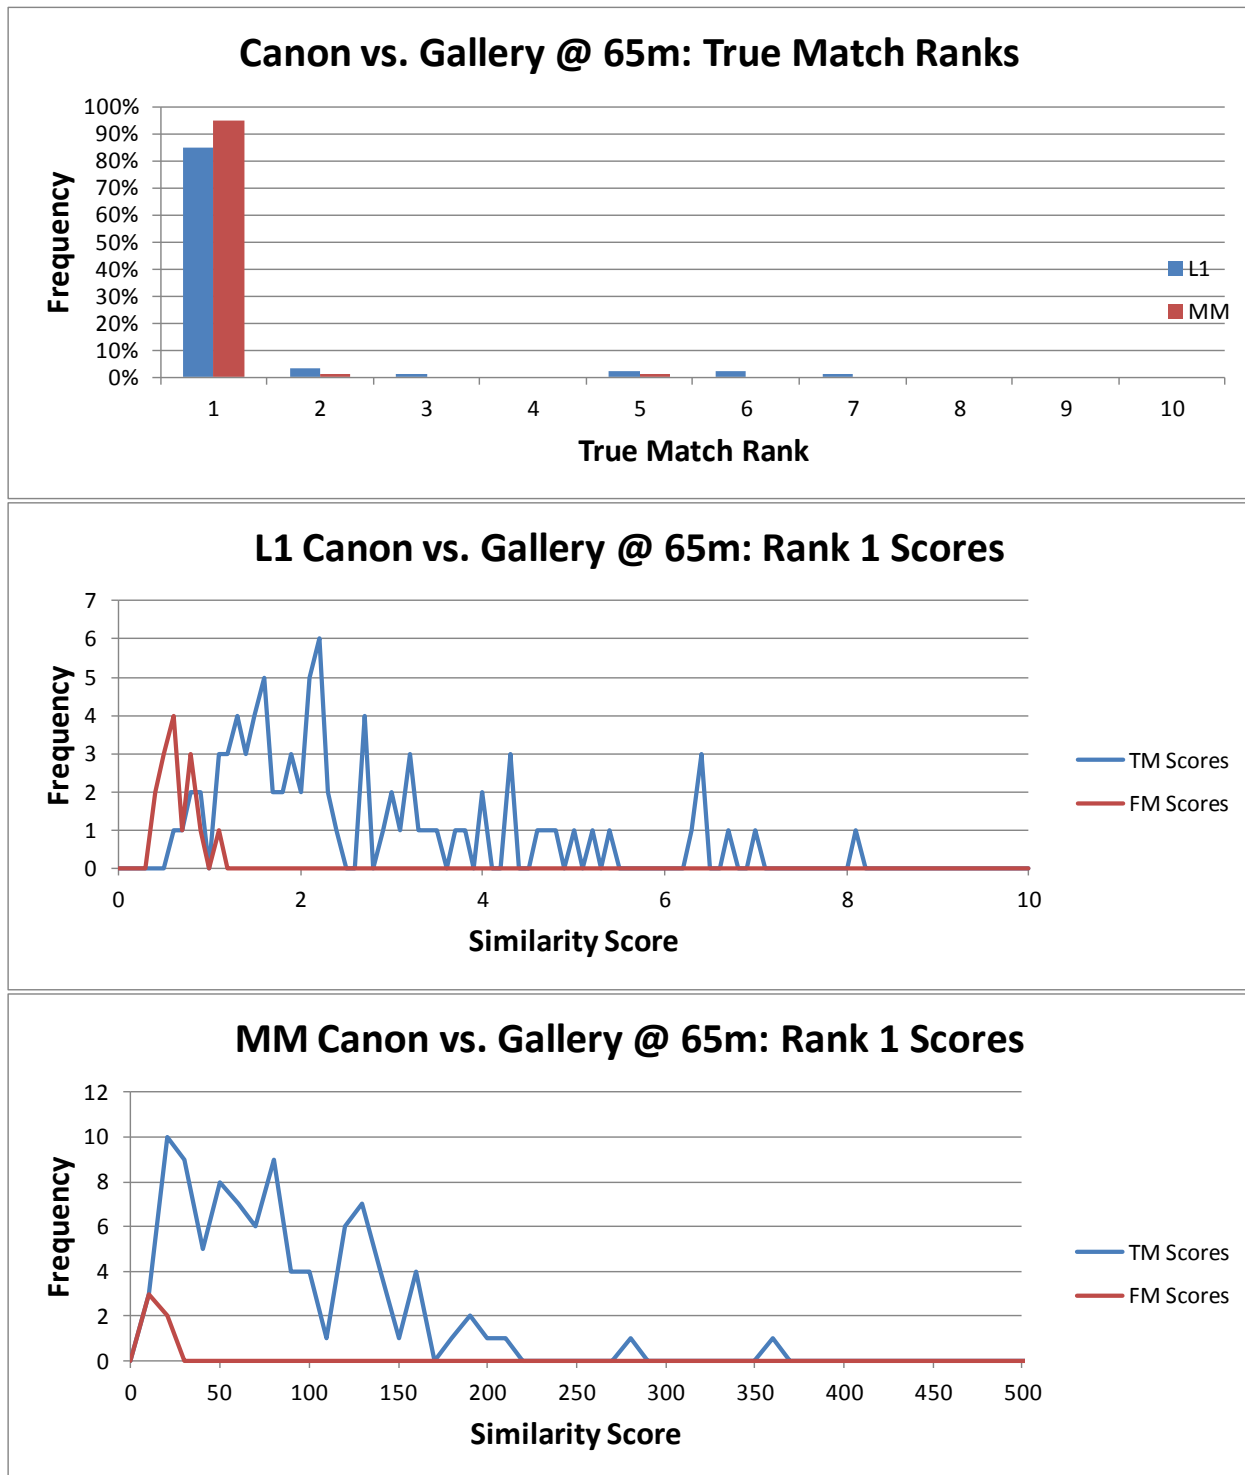 Canon vs. Gallery @ 65m: True Match Ranks
100%
90%
80%
70%
60%
50%
40%
30%
20%
10%
0%
Frequency
L1
MM
1 2 3 4 5 6 7 8 9 10
True Match Rank
L1 Canon vs. Gallery @ 65m: Rank 1 Scores
7
6
5
4
3
2
1
0
Frequency
TM Scores
FM Scores
0 2 4 6 8 10
Similarity Score
MM Canon vs. Gallery @ 65m: Rank 1 Scores
12
10
8
6
4
2
0
Frequency
TM Scores
FM Scores
0 50 100 150 200 250 300 350 400 450 500
Similarity Score